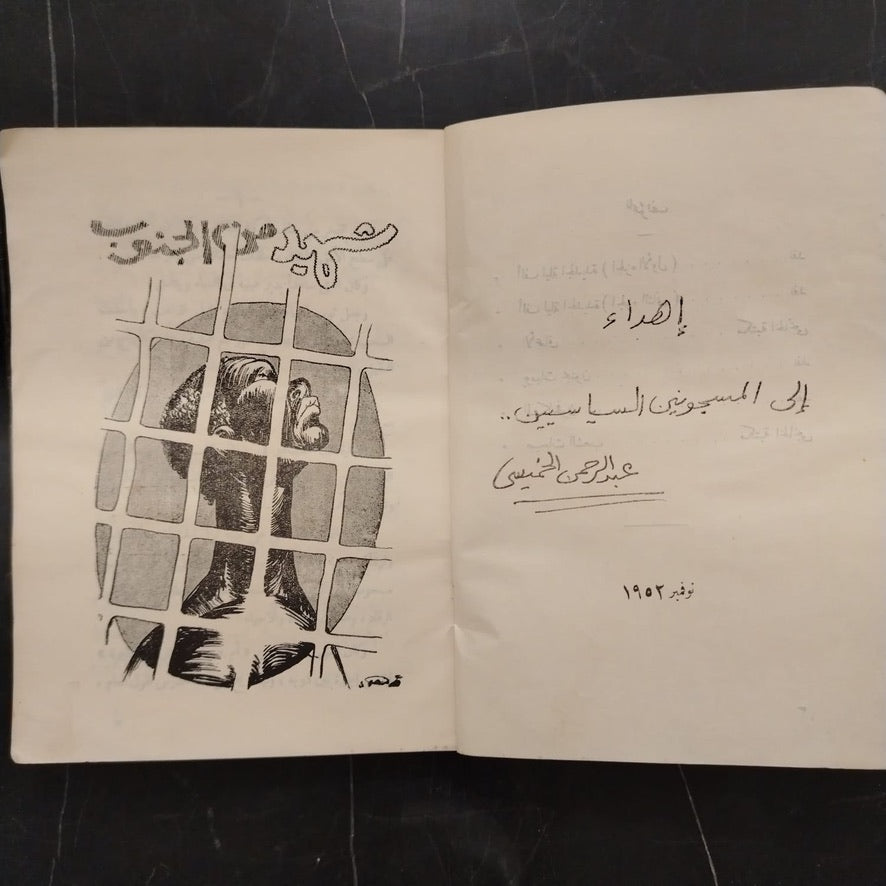 إهداء
إلى المسجونين السياسيين..
عبد الرحمن الخميسي
نوفمبر ١٩٥٢
شهيد من الجنوب